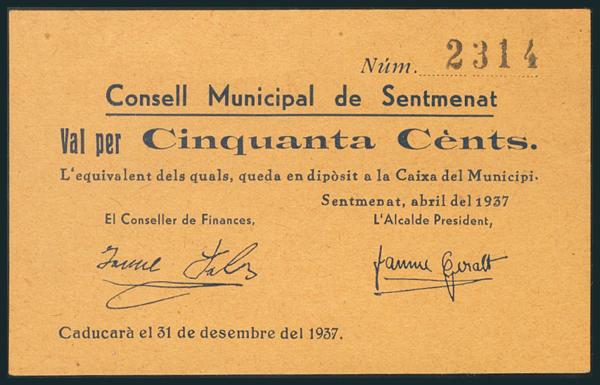 Núm. 2314
Consell Municipal de Sentmenat
Val per Cinquanta Cènts.
L'equivalent dels quals, queda en dipòsit a la Caixa del Municipi.
Sentmenat, abril del 1937
El Conseller de Finances, L'Alcalde President,
Jaume
Caducarà el 31 de desembre del 1937.